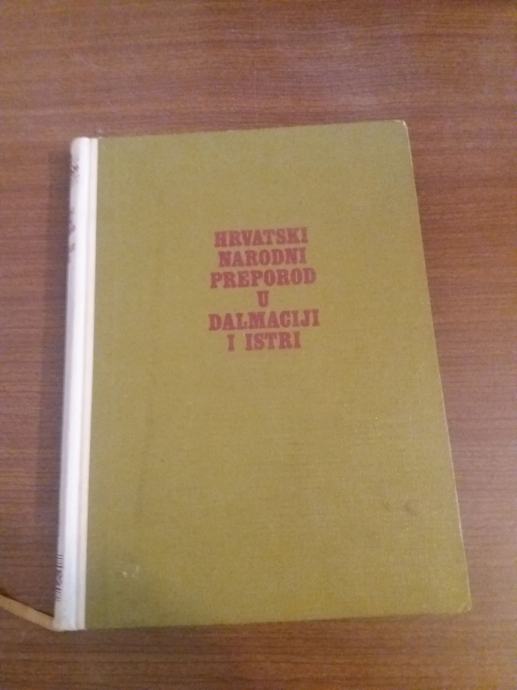 HRVATSKI
NARODNI
PREPOROD
U
DALMACIJI
I ISTRI